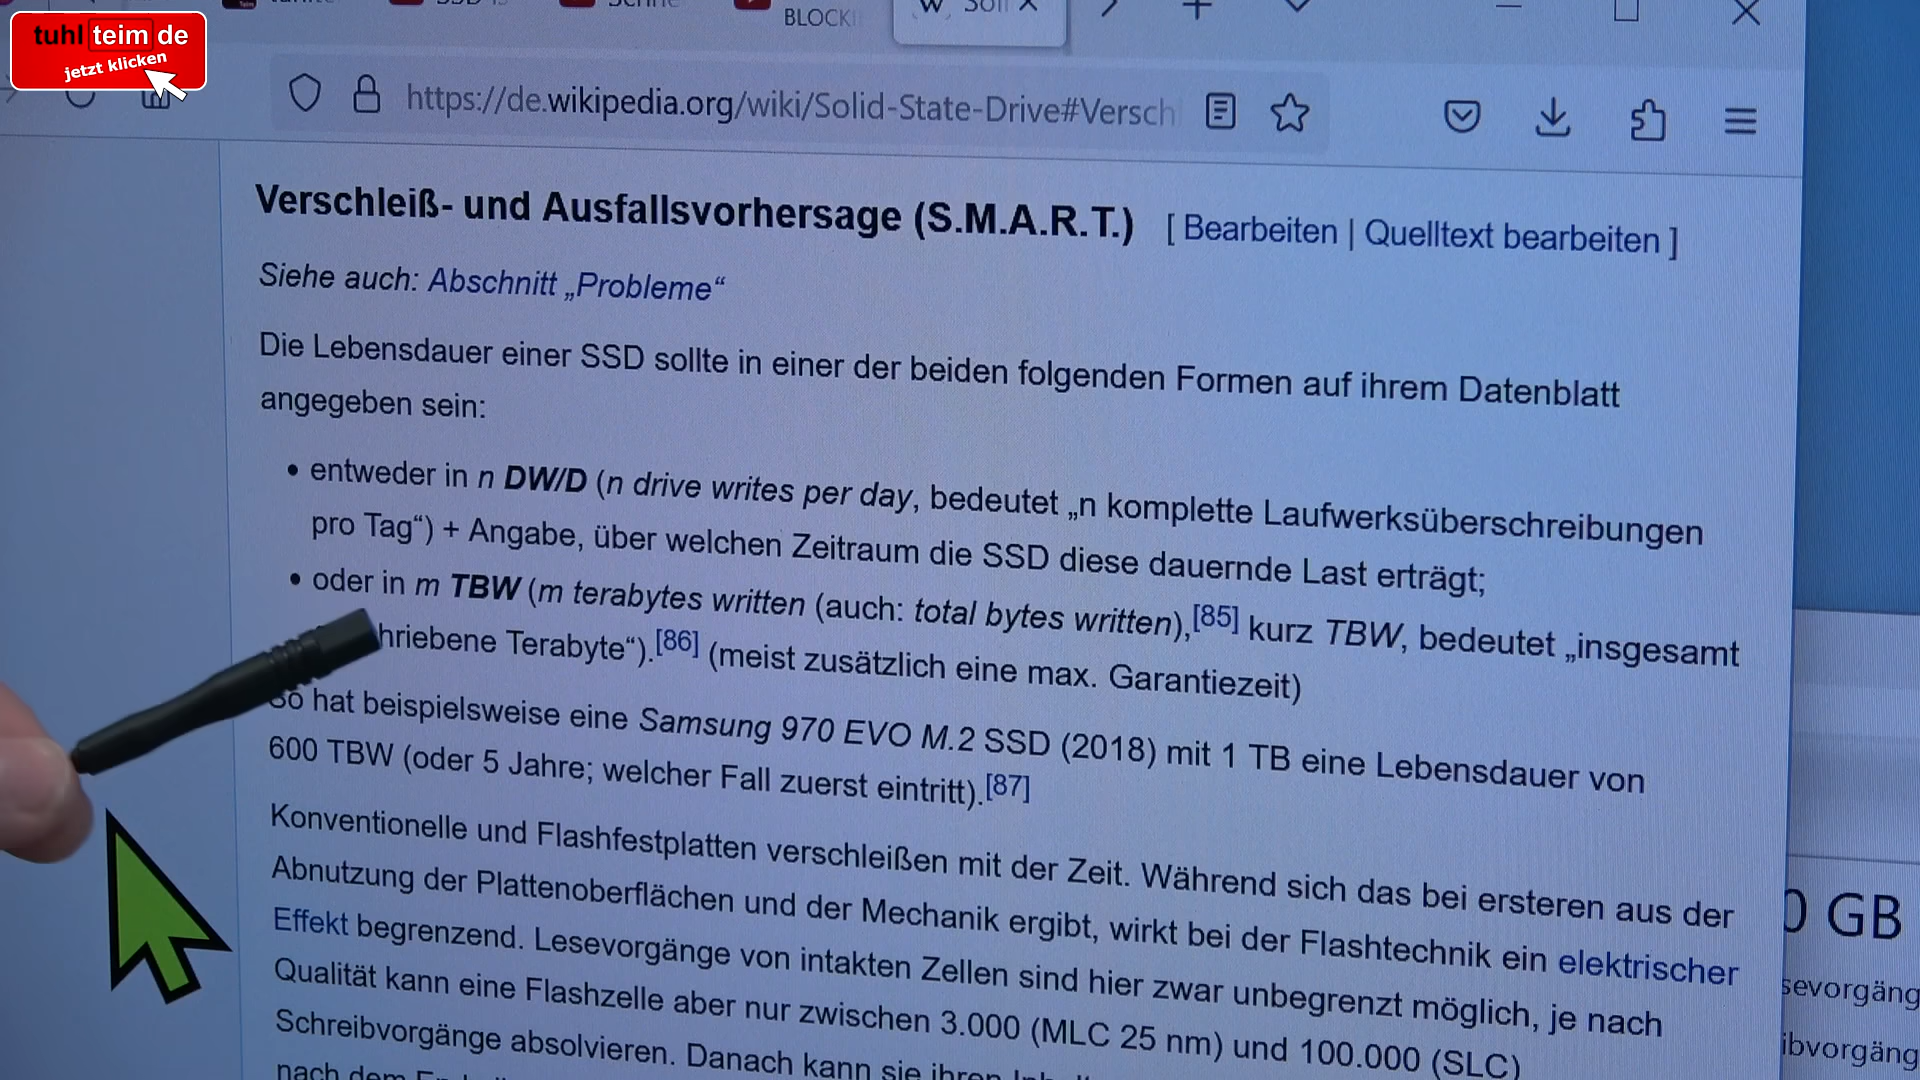 tuhl teim de
jetzt klicken
BLOCK
https://de.wikipedia.org/wiki/Solid-State-Drive#Versch
Verschleiß- und Ausfallsvorhersage (S.M.A.R.T.) [ Bearbeiten | Quelltext bearbeiten ]
Siehe auch: Abschnitt „Probleme“
Die Lebensdauer einer SSD sollte in einer der beiden folgenden Formen auf ihrem Datenblatt
angegeben sein:
• entweder in n DW/D (n drive writes per day, bedeutet „n komplette Laufwerksüberschreibungen
pro Tag“) + Angabe, über welchen Zeitraum die SSD diese dauernde Last erträgt;
• oder in m TBW (m terabytes written (auch: total bytes written),[85] kurz TBW, bedeutet „insgesamt
hriebene Terabyte“).[86] (meist zusätzlich eine max. Garantiezeit)
So hat beispielsweise eine Samsung 970 EVO M.2 SSD (2018) mit 1 TB eine Lebensdauer von
600 TBW (oder 5 Jahre; welcher Fall zuerst eintritt).[87]
Konventionelle und Flashfestplatten verschleißen mit der Zeit. Während sich das bei ersteren aus der
Abnutzung der Plattenoberflächen und der Mechanik ergibt, wirkt bei der Flashtechnik ein elektrischer
Effekt begrenzend. Lesevorgänge von intakten Zellen sind hier zwar unbegrenzt möglich, je nach
Qualität kann eine Flashzelle aber nur zwischen 3.000 (MLC 25 nm) und 100.000 (SLC)
Schreibvorgänge absolvieren. Danach kann sie ihren
nach dem
0 GB
sevorgäng
ibvorgäng